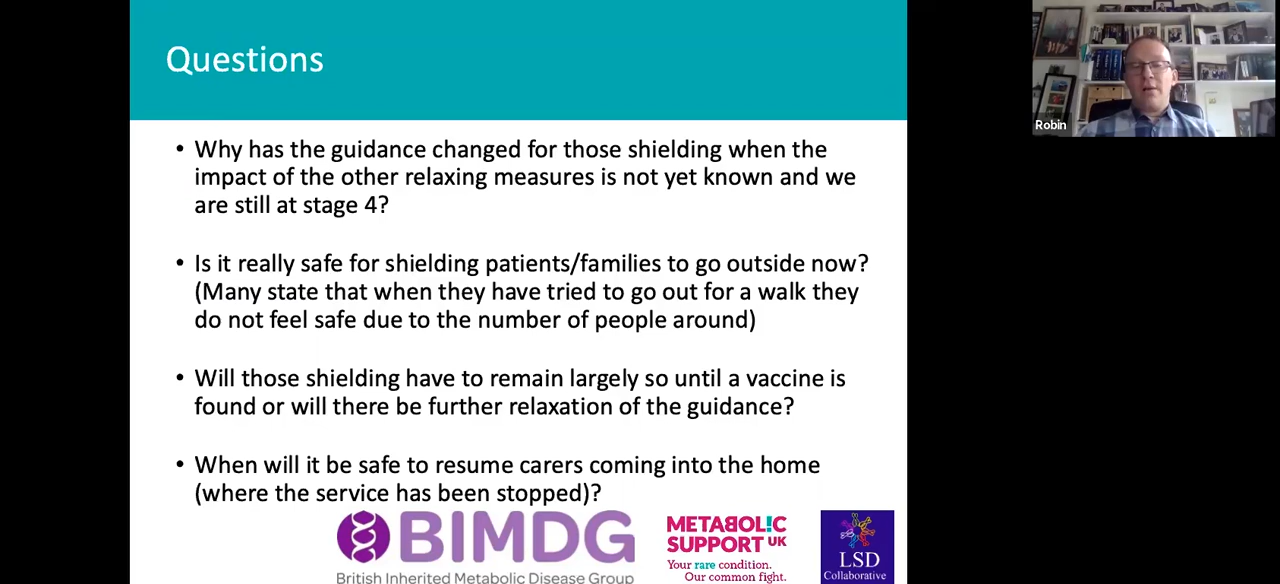 Questions
Robin
• Why has the guidance changed for those shielding when the
impact of the other relaxing measures is not yet known and we
are still at stage 4?
• Is it really safe for shielding patients/families to go outside now?
(Many state that when they have tried to go out for a walk they
do not feel safe due to the number of people around)
• Will those shielding have to remain largely so until a vaccine is
found or will there be further relaxation of the guidance?
• When will it be safe to resume carers coming into the home
(where the service has been stopped)?
BIMDG
British Inherited Metabolic Disease Group
METABOL!C
SUPPORT UK
Your rare condition.
Our common fight.
LSD
Collaborative